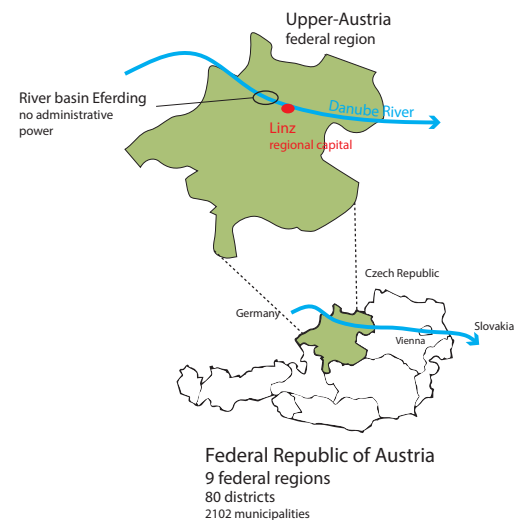 Upper-Austria
federal region
River basin Eferding
no administrative
power
Danube River
Linz
regional capital
Czech Republic
Germany
Slovakia
Vienna
Federal Republic of Austria
9 federal regions
80 districts
2102 municipalities